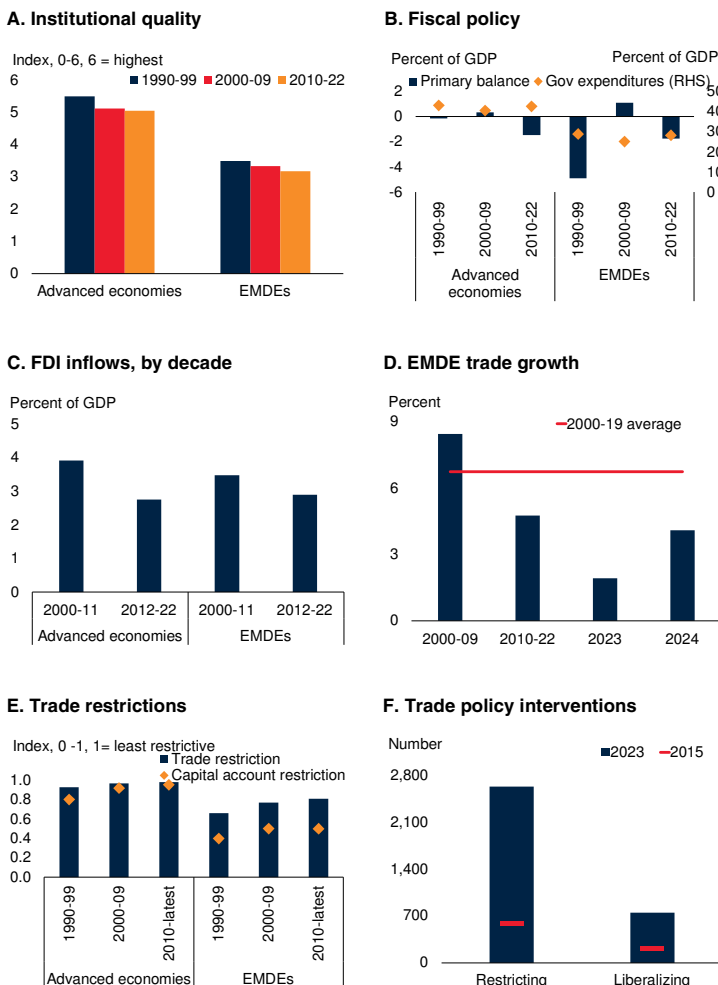 A. Institutional quality
Index, 0-6, 6 = highest
1990-99 2000-09 2010-22
6
5
4
3
2
1
0
Advanced economies EMDEs
B. Fiscal policy
Percent of GDP Percent of GDP
Primary balance Gov expenditures (RHS)
2 50
0 40
-2 30
-4 20
10
-6 0
1990-99 2000-09 2010-22 1990-99 2000-09 2010-22
Advanced EMDEs
economies
C. FDI inflows, by decade
Percent of GDP
5
4
3
2
1
0
2000-11 2012-22 2000-11 2012-22
Advanced economies EMDEs
D. EMDE trade growth
Percent
9
2000-19 average
6
3
0
2000-09 2010-22 2023 2024
E. Trade restrictions
Index, 0 -1, 1= least restrictive
Trade restriction
Capital account restriction
1.0
0.8
0.6
0.4
0.2
0.0
1990-99 2000-09 2010-latest 1990-99 2000-09 2010-latest
Advanced economies EMDEs
F. Trade policy interventions
Number
2023 2015
2,800
2,100
1,400
700
0
Restricting Liberalizing